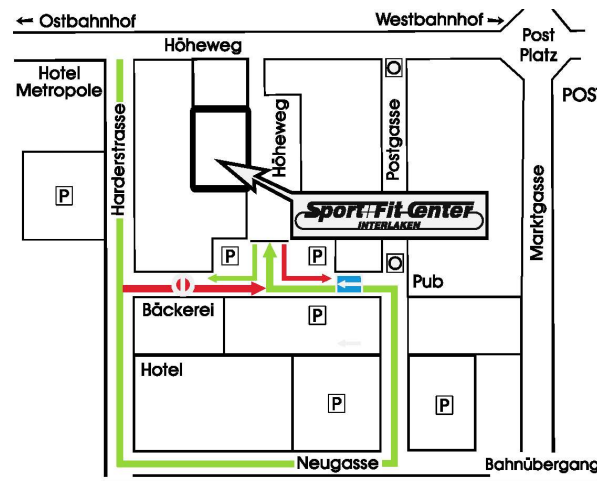 ← Ostbahnhof
Westbahnhof →
Höheweg
Post
Platz
Hotel
Metropole
POST
Harderstrasse
Höheweg
Postgasse
Marktgasse
P
Sport+Fit-Center
INTERLAKEN
P
P
Pub
Bäckerei
P
Hotel
P
P
Neugasse
Bahnübergang